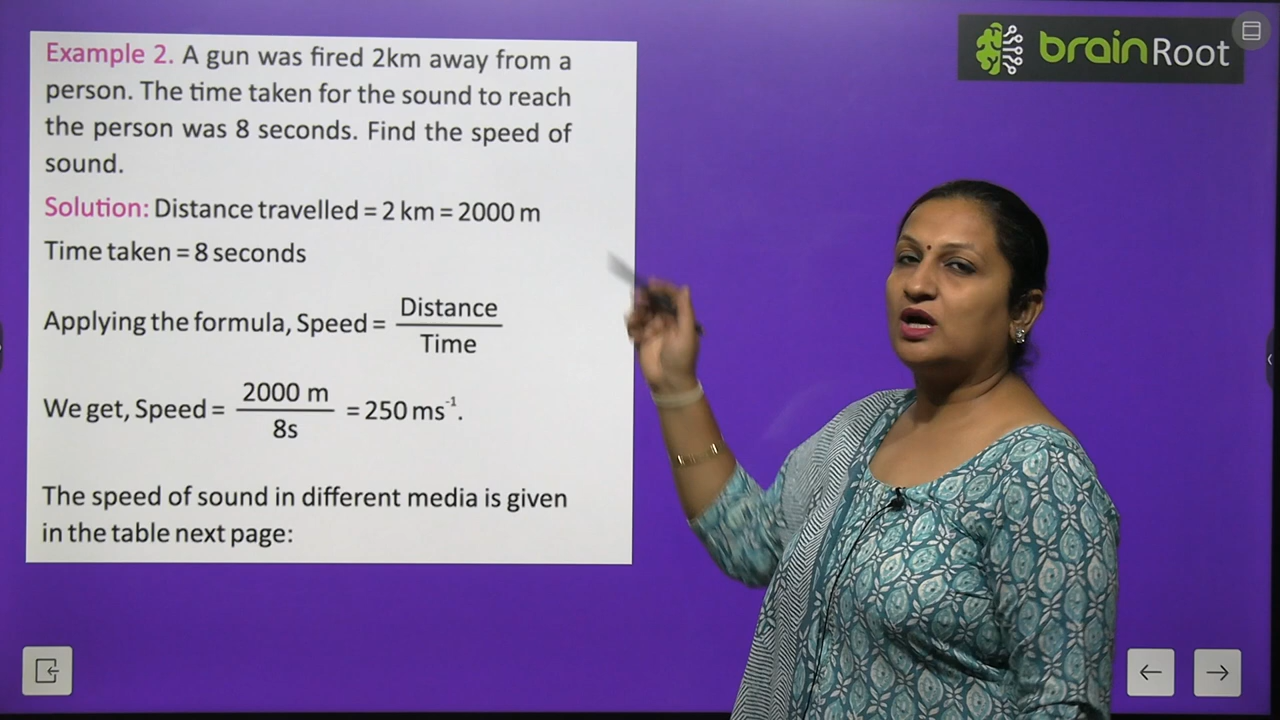 Example 2. A gun was fired 2km away from a
person. The time taken for the sound to reach
the person was 8 seconds. Find the speed of
sound.
Solution: Distance travelled = 2 km = 2000 m
Time taken = 8 seconds
Applying the formula, Speed = Distance / Time
We get, Speed = 2000 m / 8s = 250 ms⁻¹.
The speed of sound in different media is given
in the table next page:
brainRoot